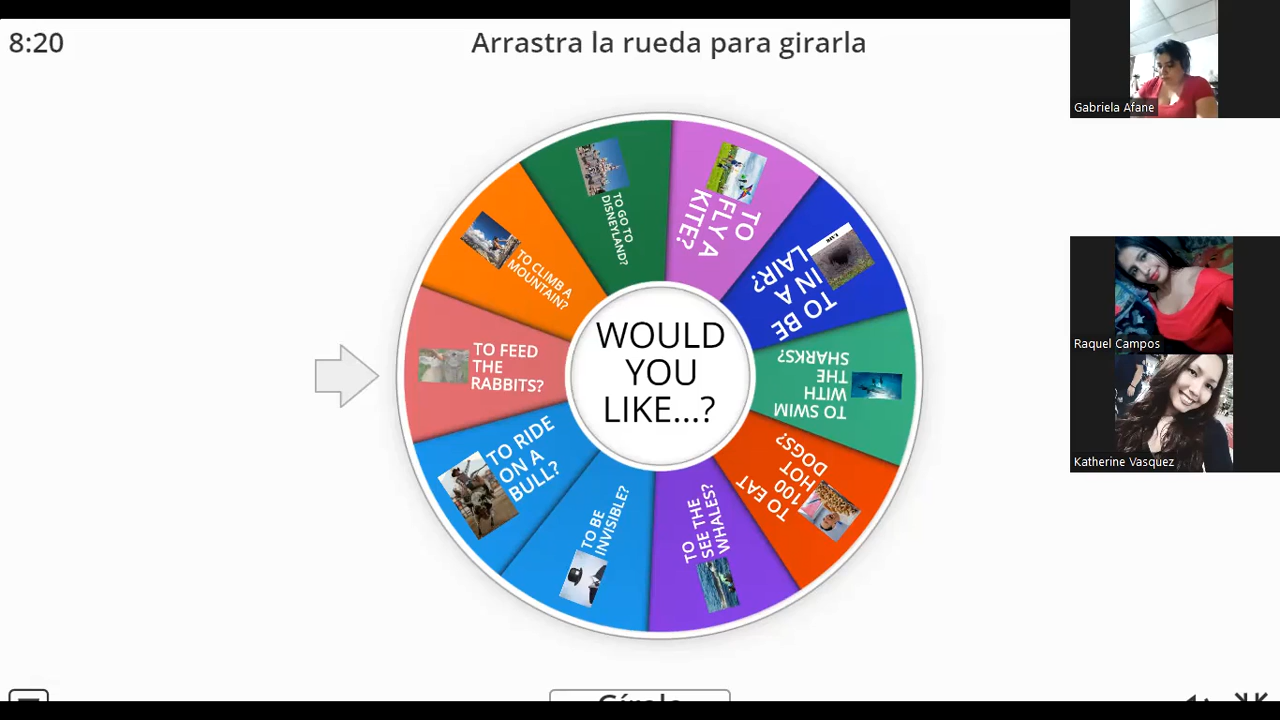 8:20
Arrastra la rueda para girarla
Gabriela Afane
TO GO TO
DISNEYLAND?
TO FLY A
KITE?
TO BE
IN A
LAIR?
TO CLIMB A
MOUNTAIN?
TO FEED
THE
RABBITS?
WOULD
YOU
LIKE...?
TO SWIM
WITH
THE
SHARKS?
Raquel Campos
TO RIDE
ON A
BULL?
TO BE
INVISIBLE?
TO
SEE THE
WHALES?
TO EAT
100
HOT
DOGS?
Katherine Vasquez